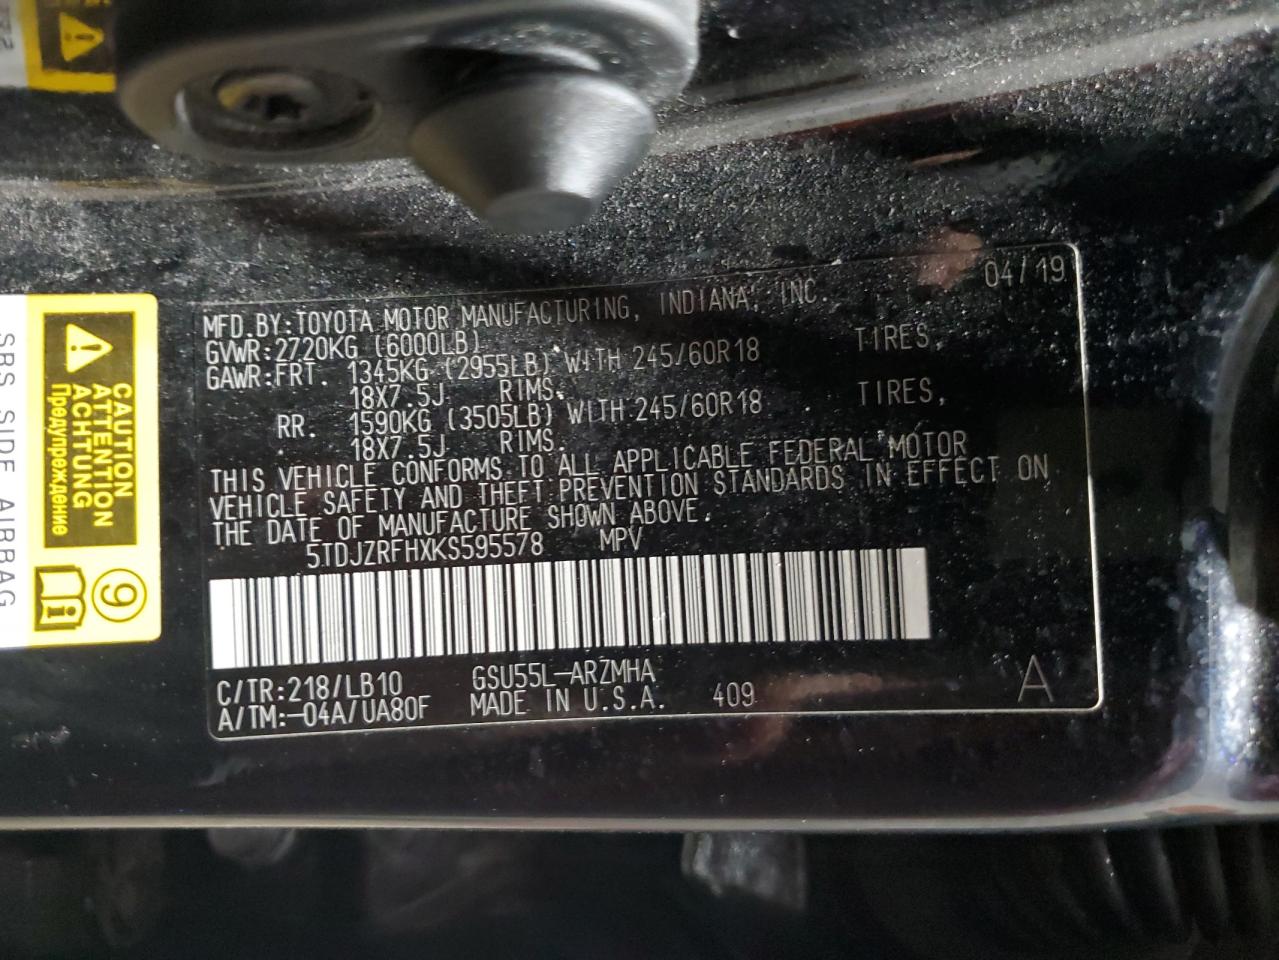 04/19
MFD.BY:TOYOTA MOTOR MANUFACTURING, INDIANA, INC.
GVWR:2720KG (6000LB)
GAWR:FRT. 1345KG (2955LB) WITH 245/60R18 TIRES,
18X7.5J RIMS.
RR. 1590KG (3505LB) WITH 245/60R18 TIRES,
18X7.5J RIMS.
THIS VEHICLE CONFORMS TO ALL APPLICABLE FEDERAL MOTOR
VEHICLE SAFETY AND THEFT PREVENTION STANDARDS IN EFFECT ON
THE DATE OF MANUFACTURE SHOWN ABOVE.
5TDJZRFHXKS595578 MPV
C/TR:218/LB10 GSU55L-ARZMHA
A/TM:-04A/UA80F MADE IN U.S.A. 409 A
CAUTION
ATTENTION
ACHTUNG
Предупреждение
9
i
SBS SIDE AIRBAG